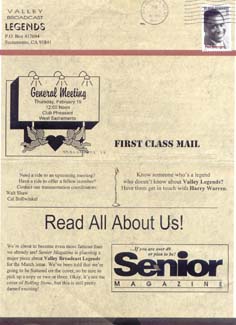 VALLEY
BROADCAST
LEGENDS
P.O. Box
Sacramento, CA
General Meeting
Thursday, February
12:00 Noon
Club Pheasant
West Sacramento
FIRST CLASS MAIL
Need a ride to an upcoming meeting?
Have a ride to offer a fellow member?
Contact our transportation coordinators:
Walt Shaw
Cal Bollwinkel
Know someone who's a legend
who doesn't know about Valley Legends?
Have them get in touch with Harry Warren.
Read All About Us!
We're about to become even more famous than
we already are! Senior Magazine is planning a
major piece about Valley Broadcast Legends
for the March issue. We've been told that we're
going to be featured on the cover, so be sure to
pick up a copy or two or three. Okay, it's not the
cover of Rolling Stone, but this is still pretty
darned exciting!
...If you are over 49
or plan to be!
Senior
MAGAZINE